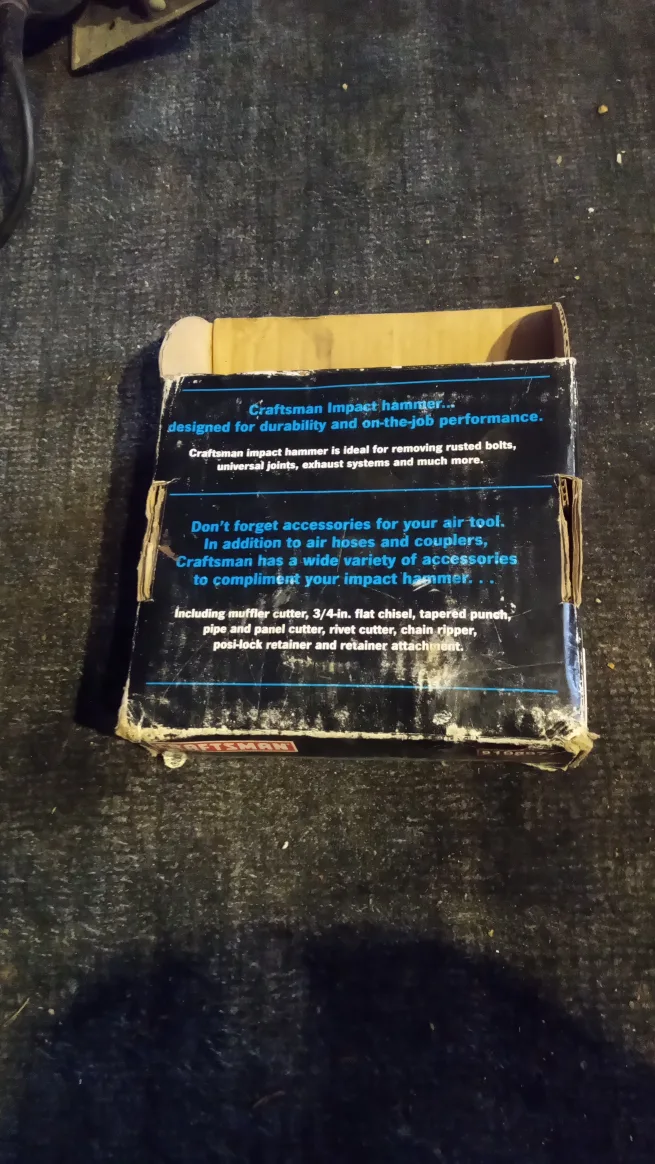 Craftsman Impact hammer...
designed for durability and on-the-job performance.
Craftsman impact hammer is ideal for removing rusted bolts,
universal joints, exhaust systems and much more.
Don't forget accessories for your air tool.
In addition to air hoses and couplers,
Craftsman has a wide variety of accessories
to compliment your impact hammer. . .
Including muffler cutter, 3/4-in. flat chisel, tapered punch,
pipe and panel cutter, rivet cutter, chain ripper,
posi-lock retainer and retainer attachment.
CRAFTSMAN